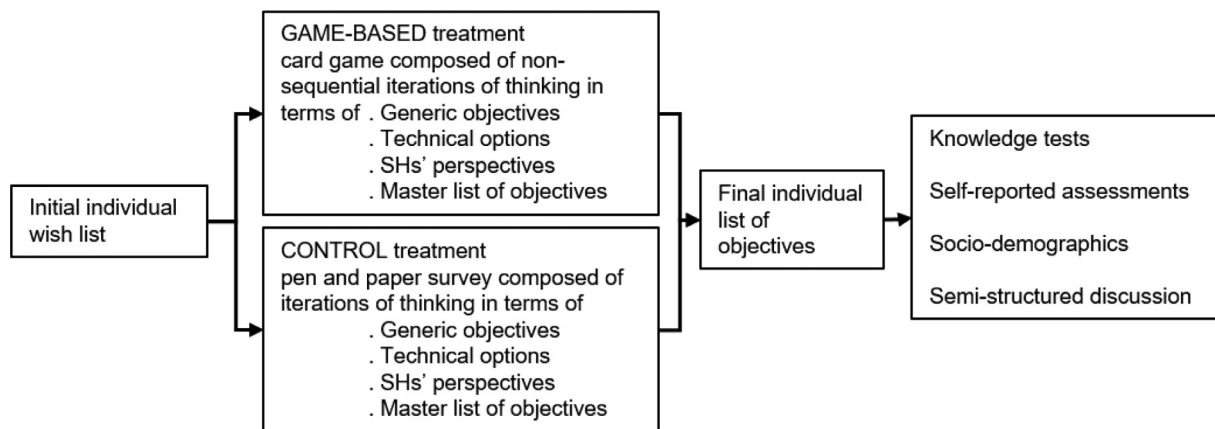 Initial individual
wish list
GAME-BASED treatment
card game composed of non-
sequential iterations of thinking in
terms of . Generic objectives
. Technical options
. SHs’ perspectives
. Master list of objectives
CONTROL treatment
pen and paper survey composed of
iterations of thinking in terms of
. Generic objectives
. Technical options
. SHs’ perspectives
. Master list of objectives
Final individual
list of
objectives
Knowledge tests
Self-reported assessments
Socio-demographics
Semi-structured discussion